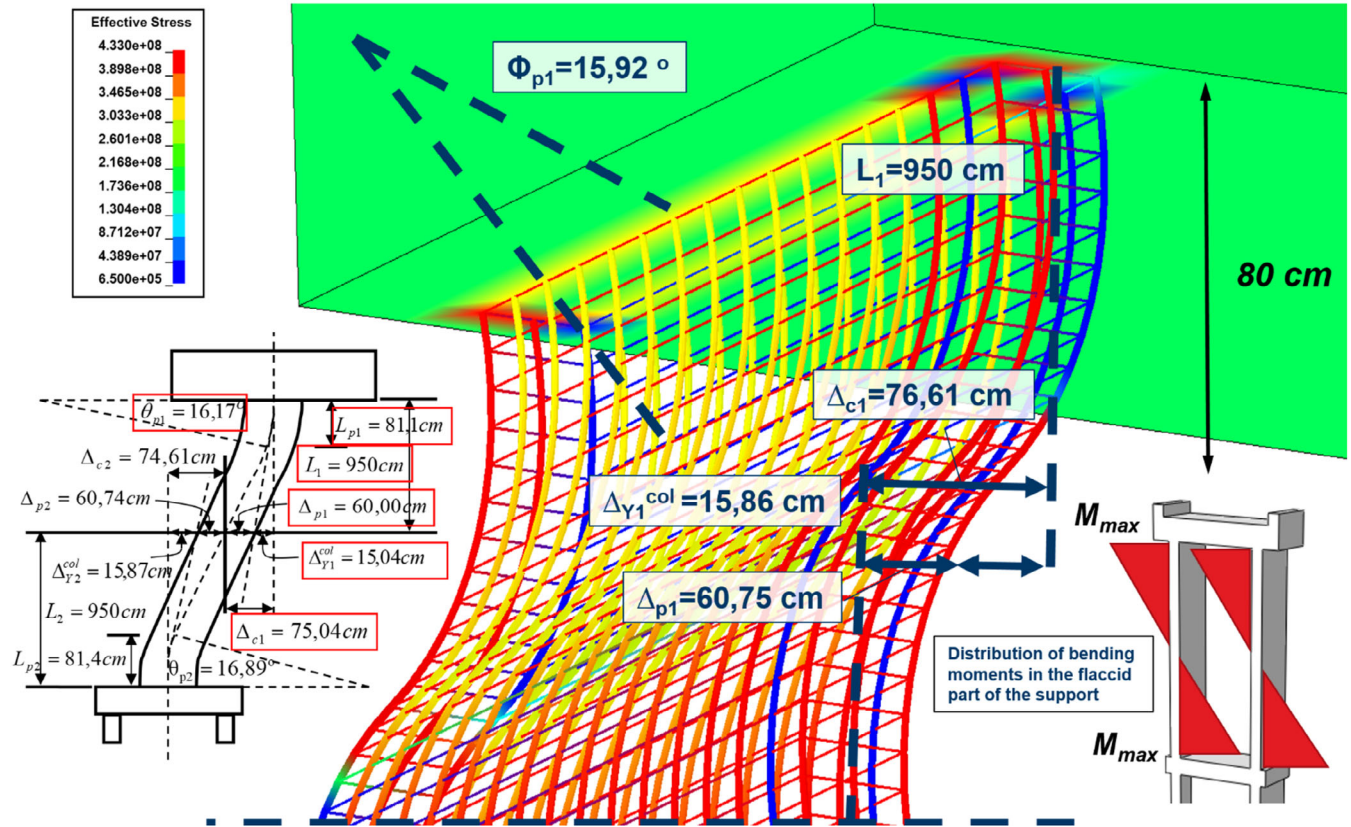 Effective Stress
4.330e+08
3.898e+08
3.465e+08
3.033e+08
2.601e+08
2.168e+08
1.736e+08
1.304e+08
8.712e+07
4.389e+07
6.500e+05
Φp1=15,92 º
L1=950 cm
80 cm
Δc1=76,61 cm
ΔY1col =15,86 cm
Δp1=60,75 cm
θp1 = 16,17º
Lp1 = 81,1cm
Δc2 = 74,61cm
L1 = 950cm
Δp2 = 60,74cm
Δp1 = 60,00cm
ΔY2col = 15,87cm
ΔY1col = 15,04cm
L2 = 950cm
Δc1 = 75,04cm
Lp2 = 81,4cm
θp2 = 16,89º
Distribution of bending
moments in the flaccid
part of the support
Mmax
Mmax